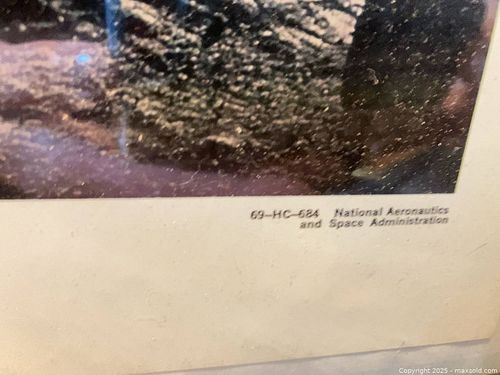 69-HC-684 National Aeronautics
and Space Administration
Copyright 2025 - maxsold.com